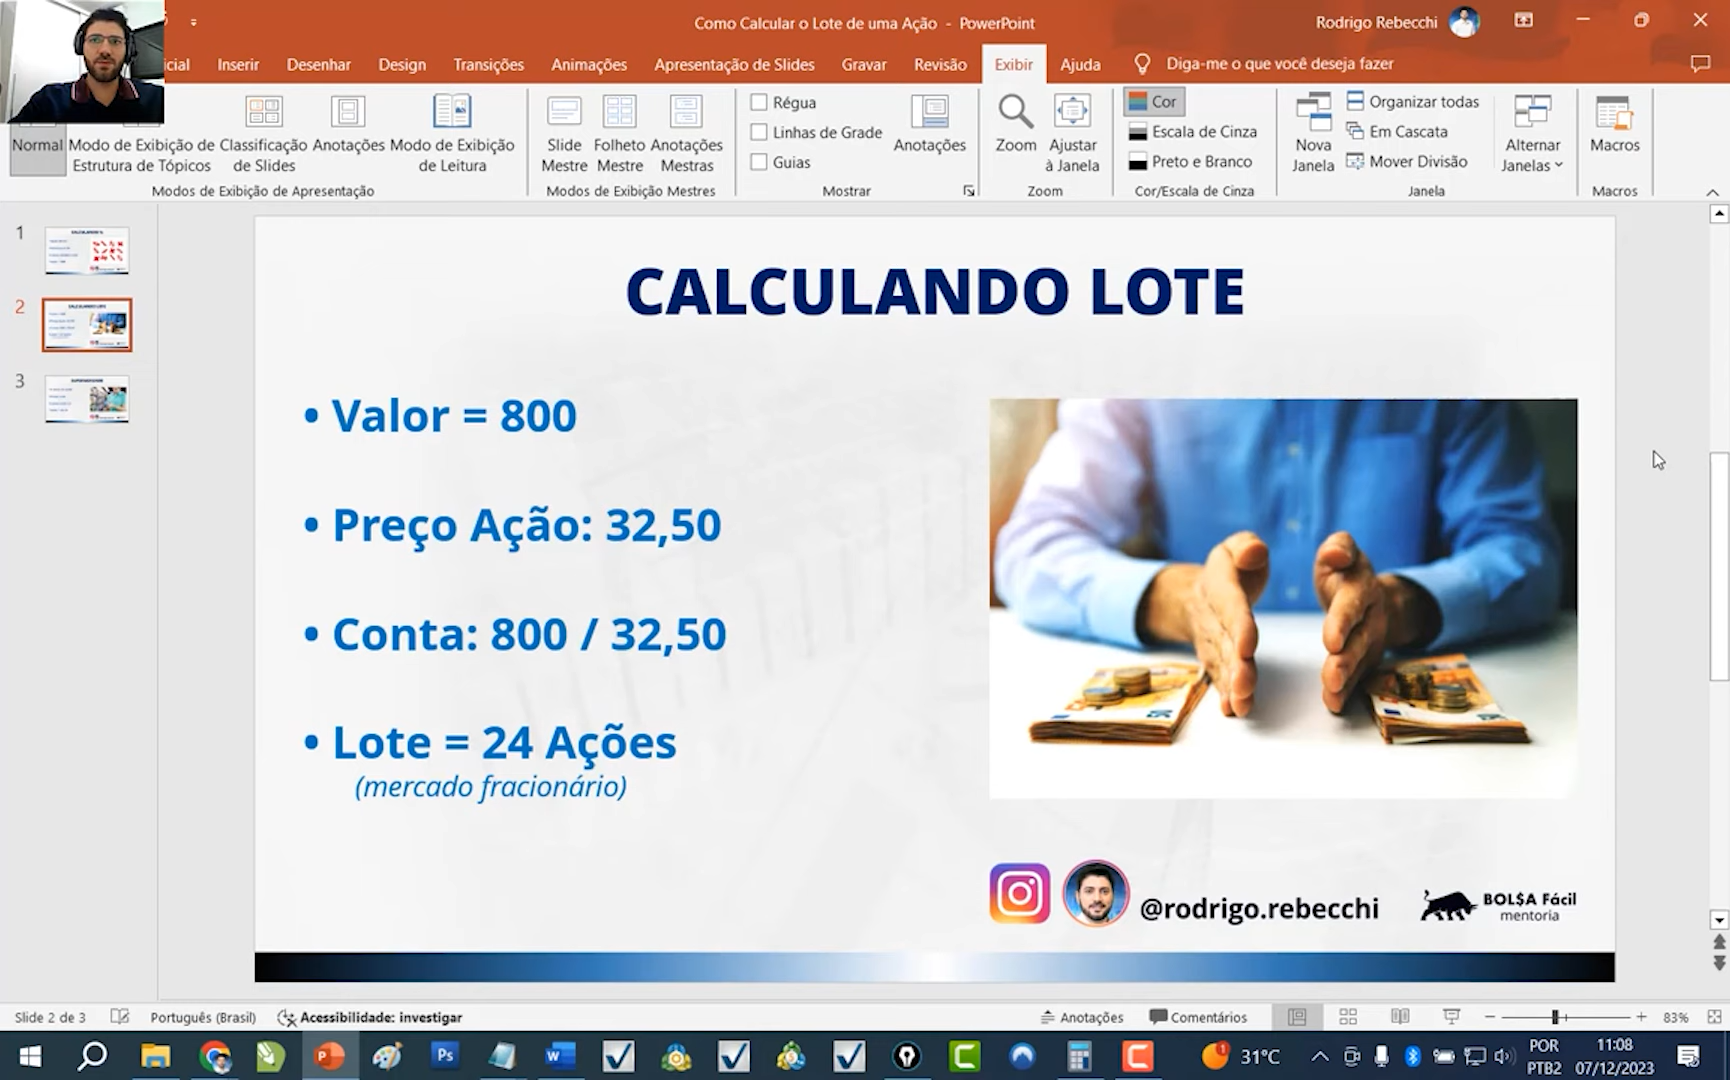 Como Calcular o Lote de uma Ação - PowerPoint
Rodrigo Rebecchi
icial Inserir Desenhar Design Transições Animações Apresentação de Slides Gravar Revisão Exibir Ajuda Diga-me o que você deseja fazer
Normal
Modo de Exibição de
Estrutura de Tópicos
Classificação
de Slides
Anotações
Modo de Exibição
de Leitura
Modos de Exibição de Apresentação
Slide
Mestre
Folheto
Mestre
Anotações
Mestras
Modos de Exibição Mestres
Régua
Linhas de Grade
Guias
Anotações
Mostrar
Zoom
Ajustar
à Janela
Zoom
Cor
Escala de Cinza
Preto e Branco
Cor/Escala de Cinza
Nova
Janela
Organizar todas
Em Cascata
Mover Divisão
Alternar
Janelas
Janela
Macros
Macros
1
2
3
CALCULANDO LOTE
• Valor = 800
• Preço Ação: 32,50
• Conta: 800 / 32,50
• Lote = 24 Ações
(mercado fracionário)
@rodrigo.rebecchi
BOL$A Fácil
mentoria
Slide 2 de 3 Português (Brasil) Acessibilidade: investigar Anotações Comentários 83%
31°C
POR
PTB2
11:08
07/12/2023